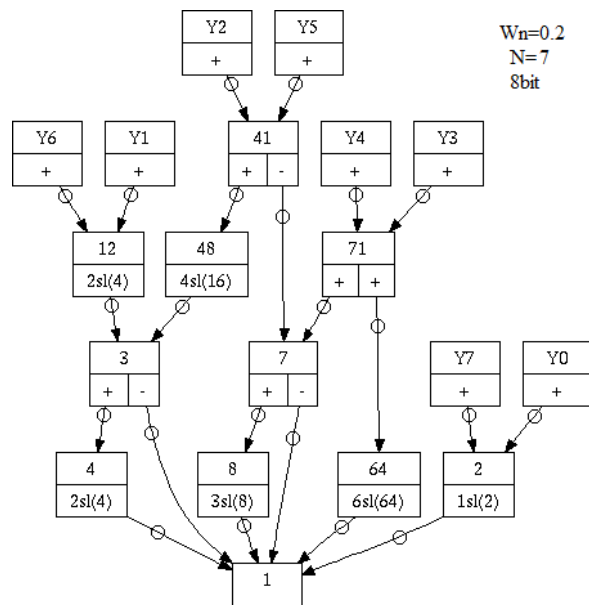 Y2 Y5
+ +
Wn=0.2
N= 7
8bit
Y6 Y1 41 Y4 Y3
+ + + - + +
12 48 71
2sl(4) 4sl(16) + +
3 7 Y7 Y0
+ - + - + +
4 8 64 2
2sl(4) 3sl(8) 6sl(64) 1sl(2)
1